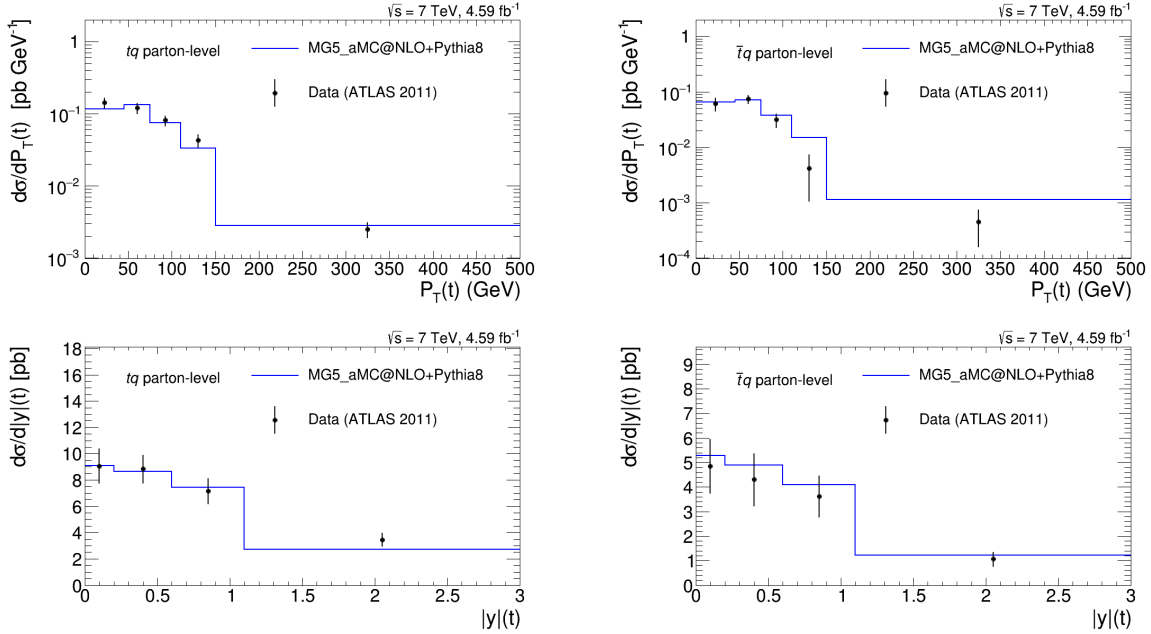 √s = 7 TeV, 4.59 fb⁻¹
dσ/dP_T(t) [pb GeV⁻¹]
tq parton-level
MG5_aMC@NLO+Pythia8
Data (ATLAS 2011)
1
10⁻¹
10⁻²
10⁻³
0 50 100 150 200 250 300 350 400 450 500
P_T(t) (GeV)
√s = 7 TeV, 4.59 fb⁻¹
dσ/dP_T(t) [pb GeV⁻¹]
t̄q parton-level
MG5_aMC@NLO+Pythia8
Data (ATLAS 2011)
1
10⁻¹
10⁻²
10⁻³
10⁻⁴
0 50 100 150 200 250 300 350 400 450 500
P_T(t) (GeV)
√s = 7 TeV, 4.59 fb⁻¹
dσ/d|y|(t) [pb]
tq parton-level
MG5_aMC@NLO+Pythia8
Data (ATLAS 2011)
18
16
14
12
10
8
6
4
2
0
0 0.5 1 1.5 2 2.5 3
|y|(t)
√s = 7 TeV, 4.59 fb⁻¹
dσ/d|y|(t) [pb]
t̄q parton-level
MG5_aMC@NLO+Pythia8
Data (ATLAS 2011)
9
8
7
6
5
4
3
2
1
0
0 0.5 1 1.5 2 2.5 3
|y|(t)